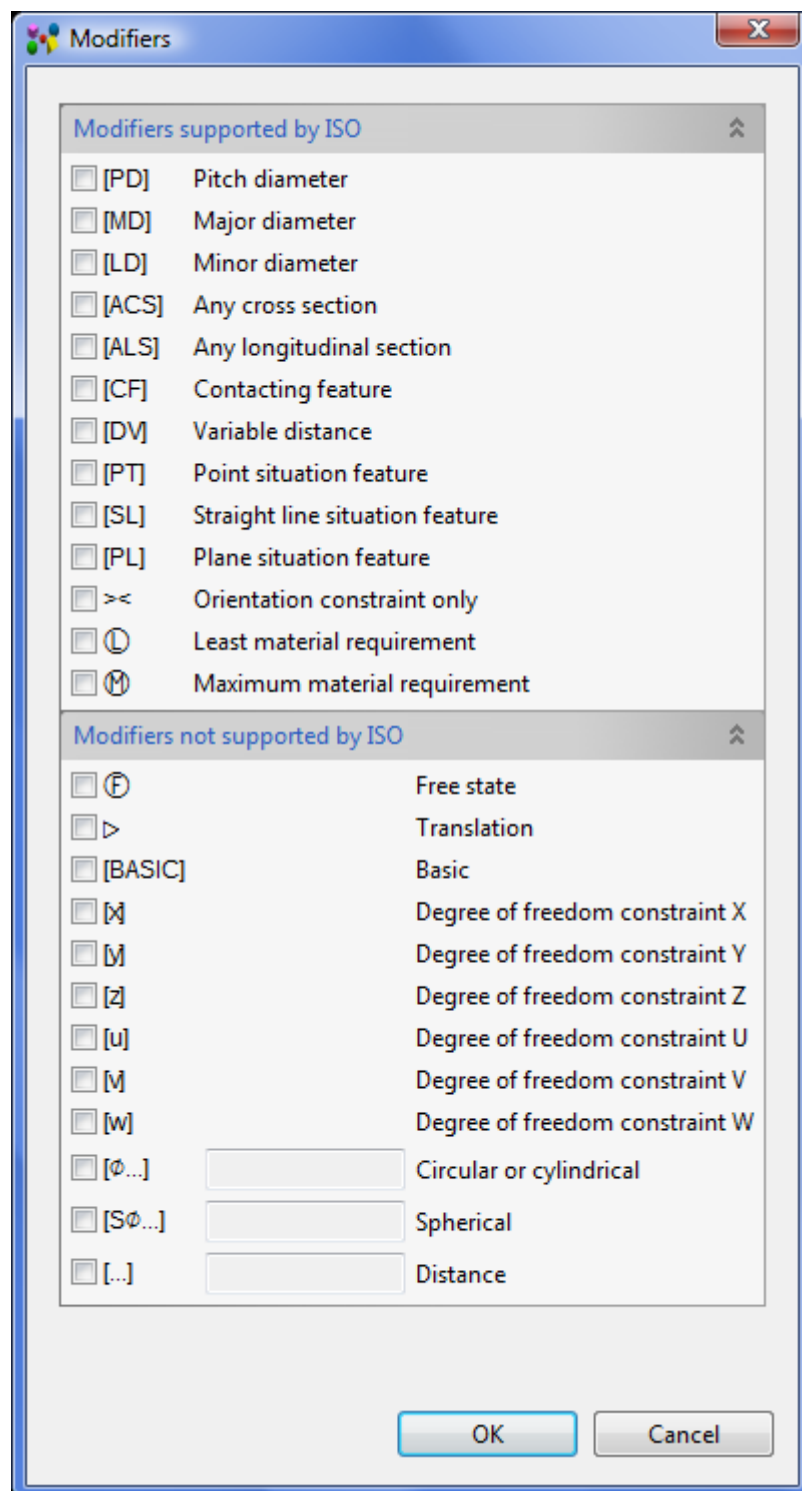 Modifiers
Modifiers supported by ISO
[PD] Pitch diameter
[MD] Major diameter
[LD] Minor diameter
[ACS] Any cross section
[ALS] Any longitudinal section
[CF] Contacting feature
[DV] Variable distance
[PT] Point situation feature
[SL] Straight line situation feature
[PL] Plane situation feature
>< Orientation constraint only
Ⓛ Least material requirement
Ⓜ Maximum material requirement
Modifiers not supported by ISO
Ⓕ Free state
▷ Translation
[BASIC] Basic
[x] Degree of freedom constraint X
[y] Degree of freedom constraint Y
[z] Degree of freedom constraint Z
[u] Degree of freedom constraint U
[v] Degree of freedom constraint V
[w] Degree of freedom constraint W
[Ø...] Circular or cylindrical
[SØ...] Spherical
[...] Distance
OK Cancel